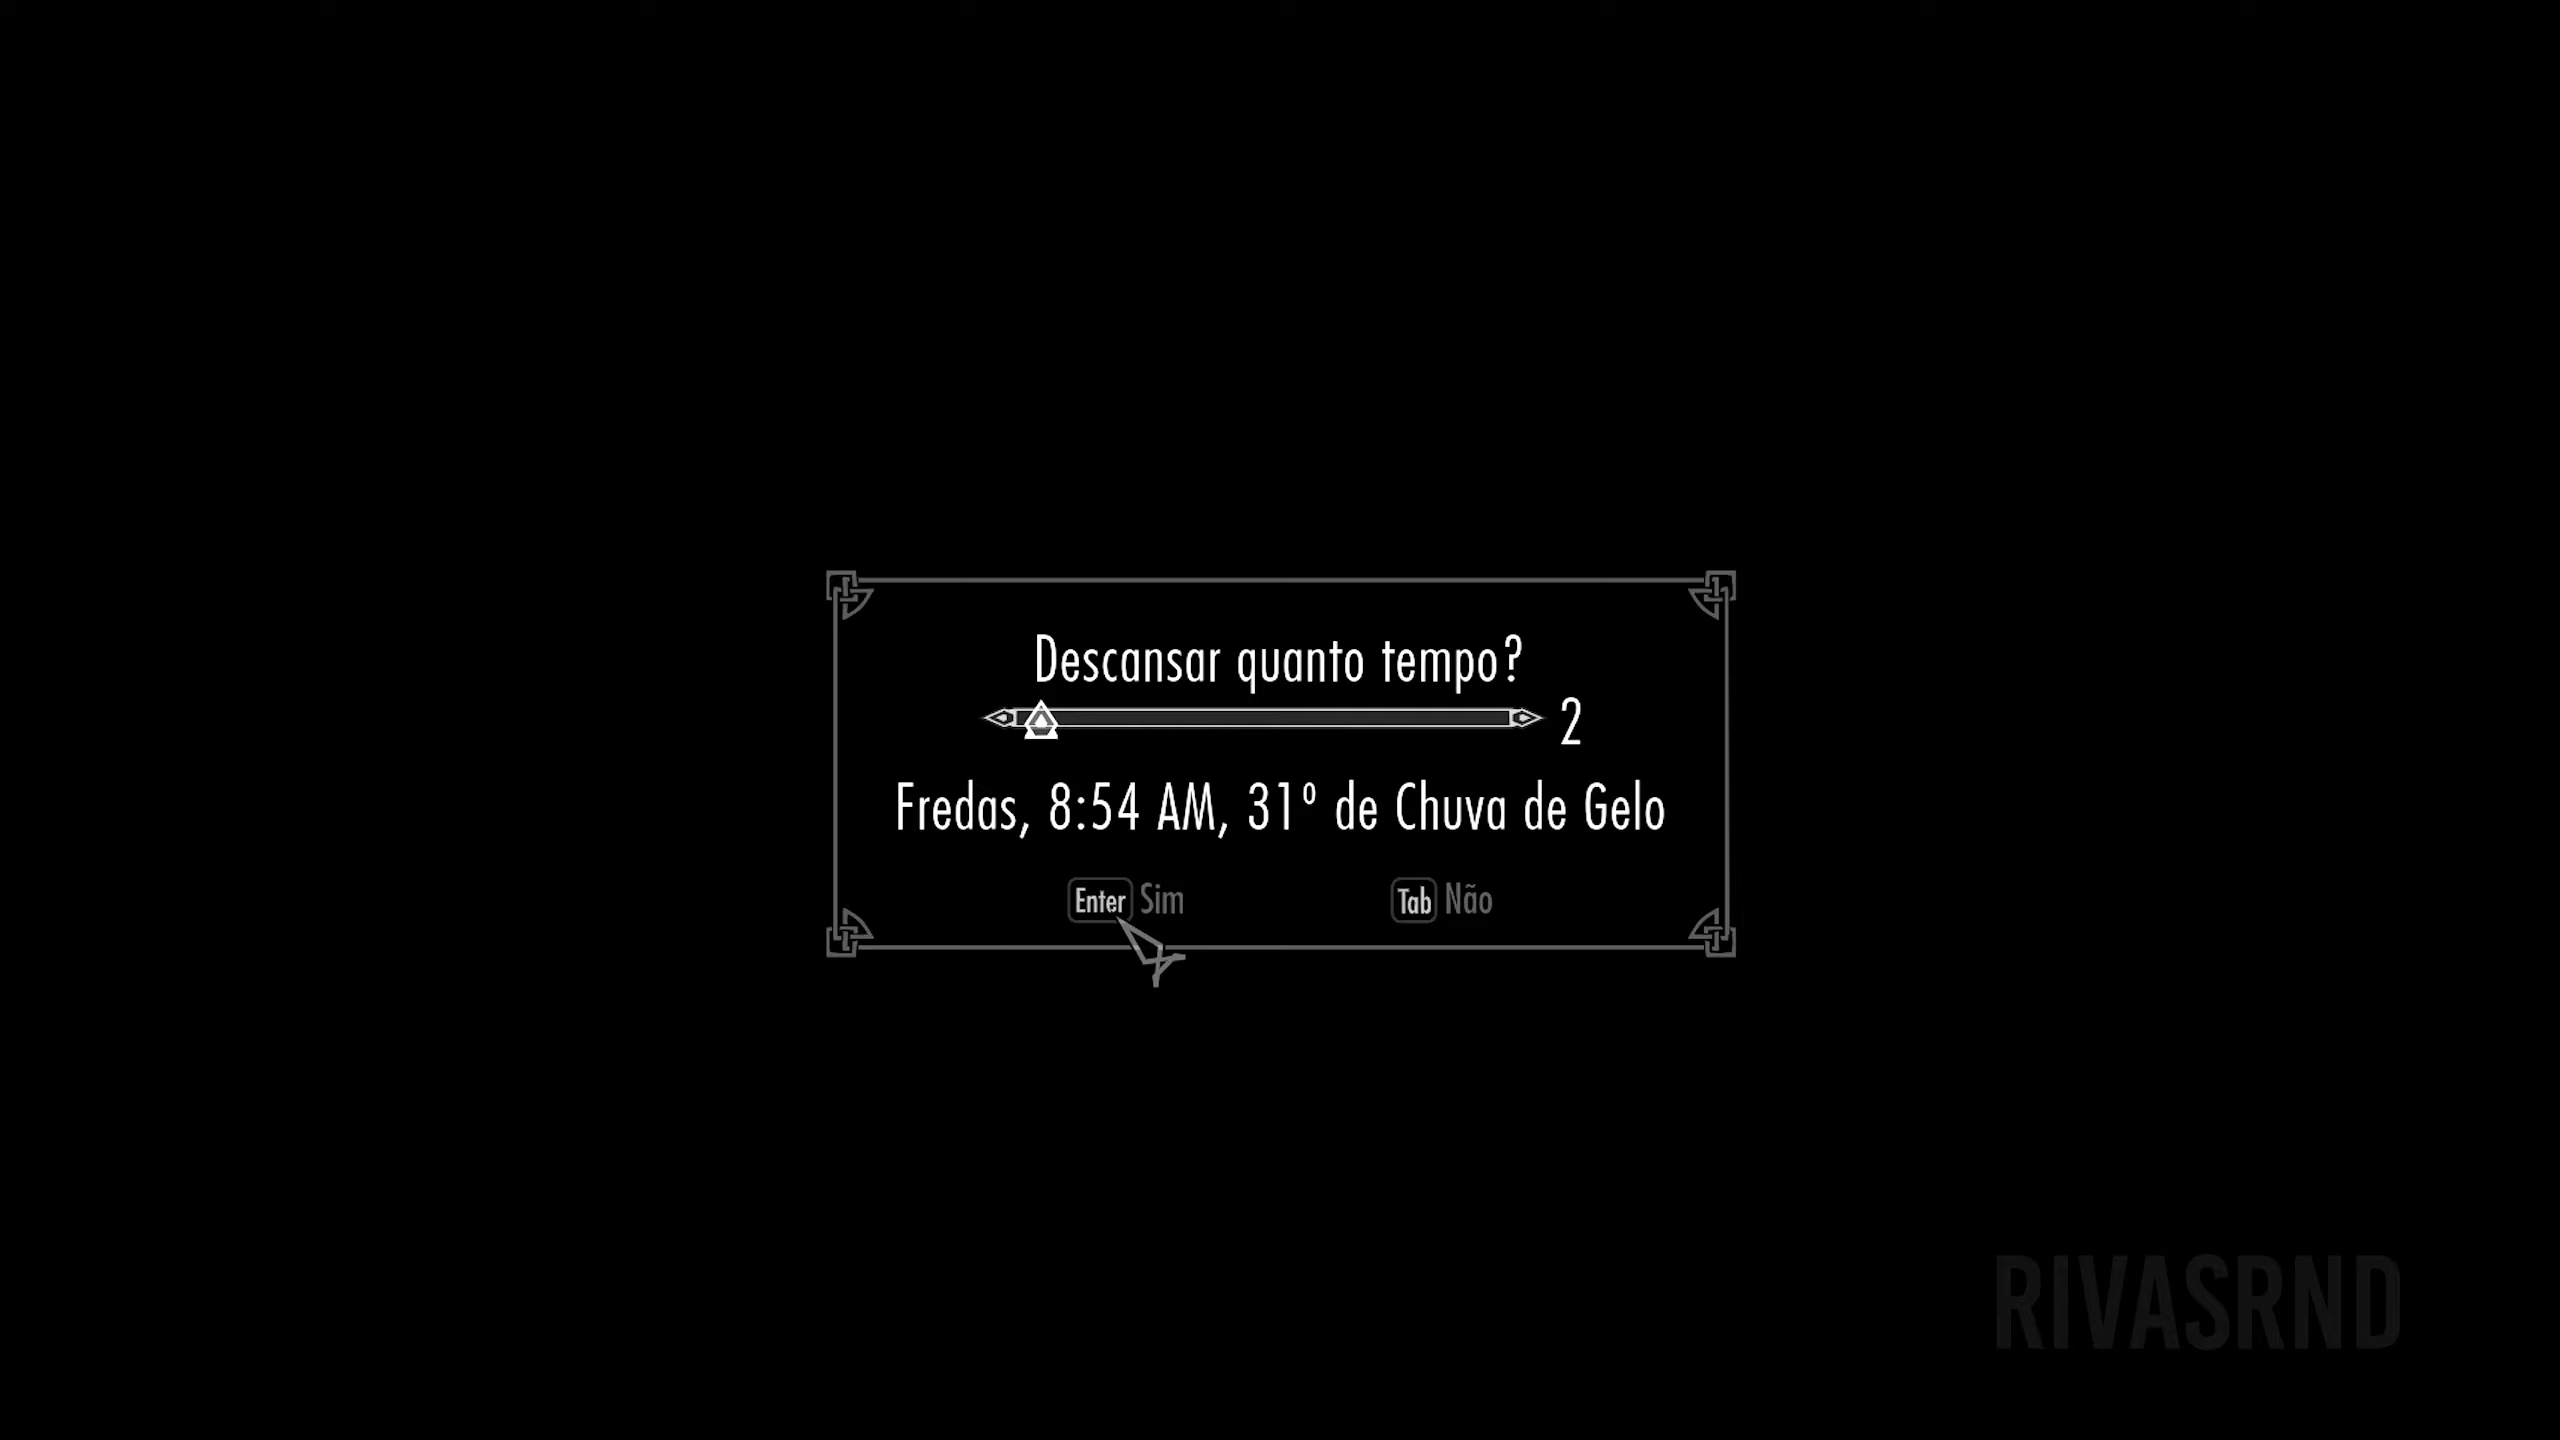 Descansar quanto tempo?
2
Fredas, 8:54 AM, 31º de Chuva de Gelo
Enter Sim Tab Não
RIVASRND